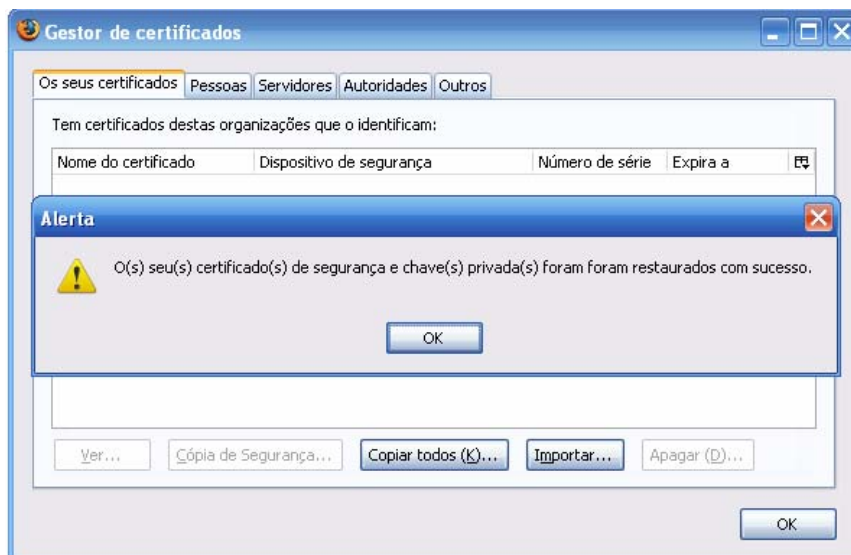 Gestor de certificados
Os seus certificados Pessoas Servidores Autoridades Outros
Tem certificados destas organizações que o identificam:
Nome do certificado Dispositivo de segurança Número de série Expira a
Alerta
O(s) seu(s) certificado(s) de segurança e chave(s) privada(s) foram foram restaurados com sucesso.
OK
Ver... Cópia de Segurança... Copiar todos (K)... Importar... Apagar (D)...
OK